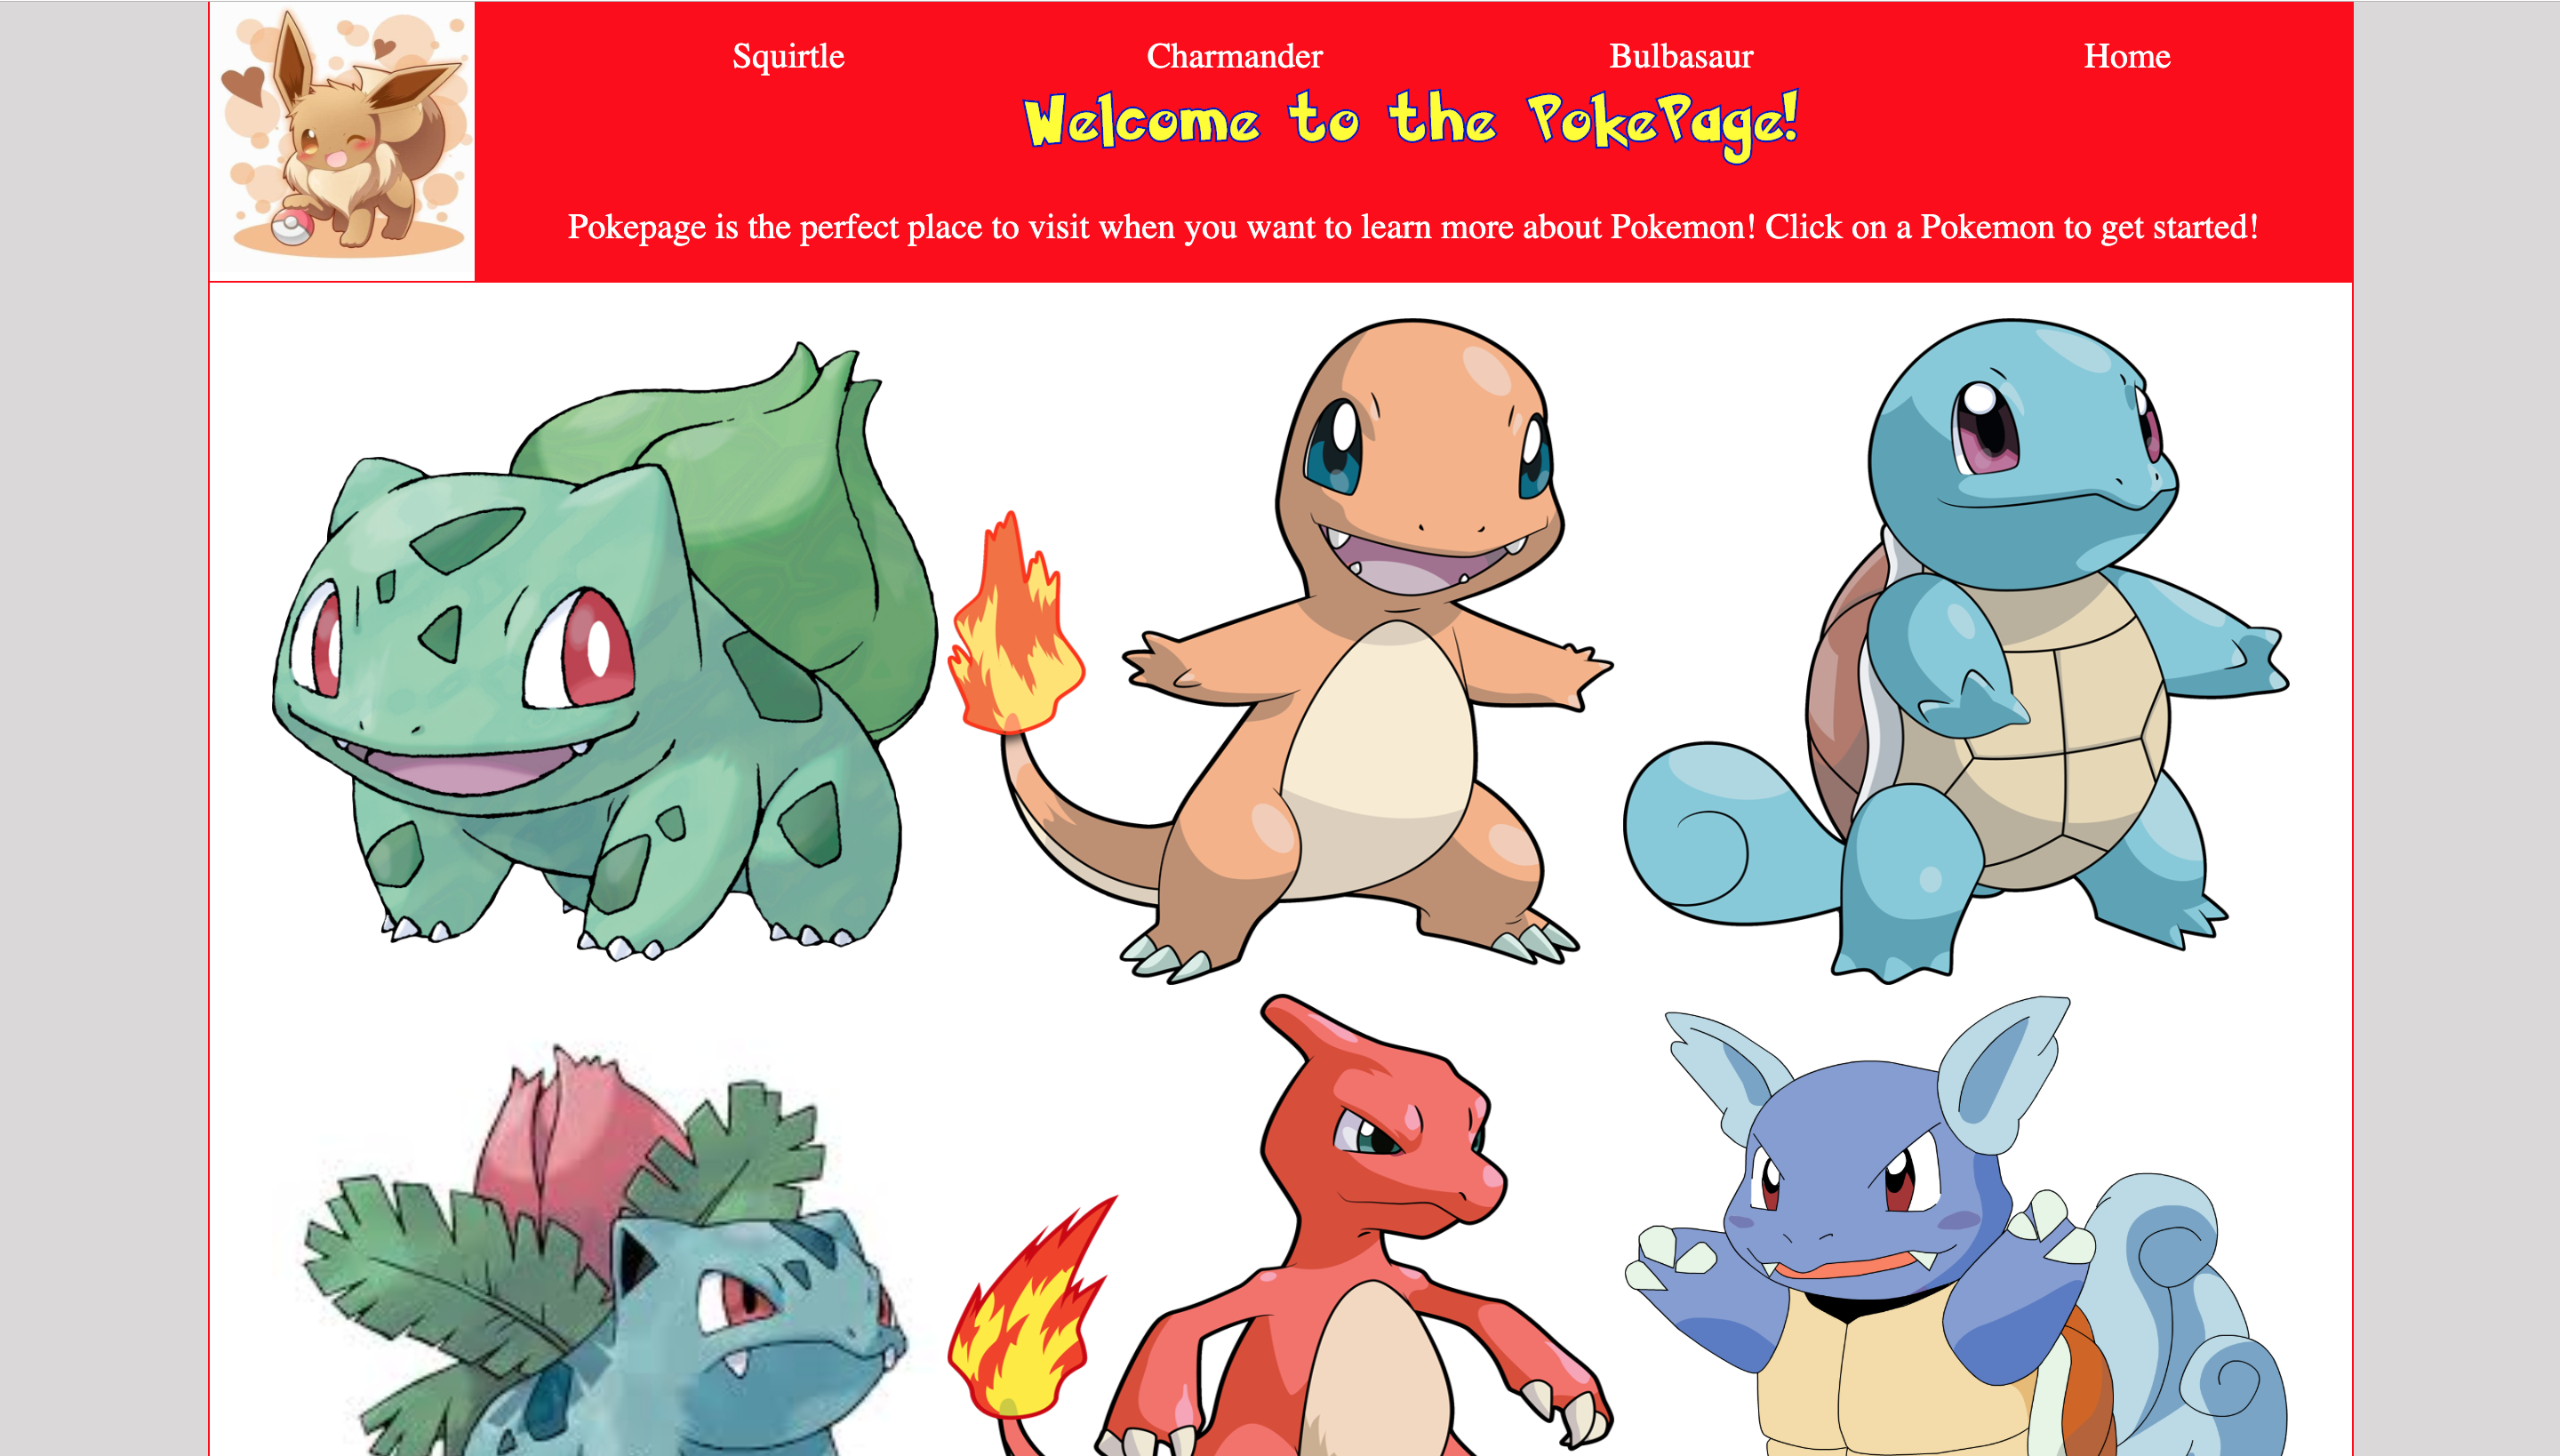 Squirtle Charmander Bulbasaur Home
Welcome to the PokePage!
Pokepage is the perfect place to visit when you want to learn more about Pokemon! Click on a Pokemon to get started!